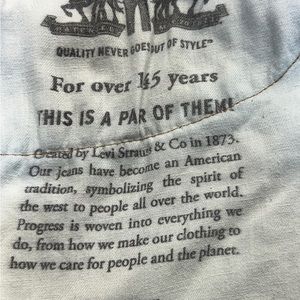 QUALITY NEVER GOES OUT OF STYLE™
For over 145 years
THIS IS A PAR OF THEM!
Created by Levi Straus & Co in 1873.
Our jeans have become an American
tradition, symbolizing the spirit of
the west to people all over the world.
Progress is woven into everything we
do, from how we make our clothing to
how we care for people and the planet.